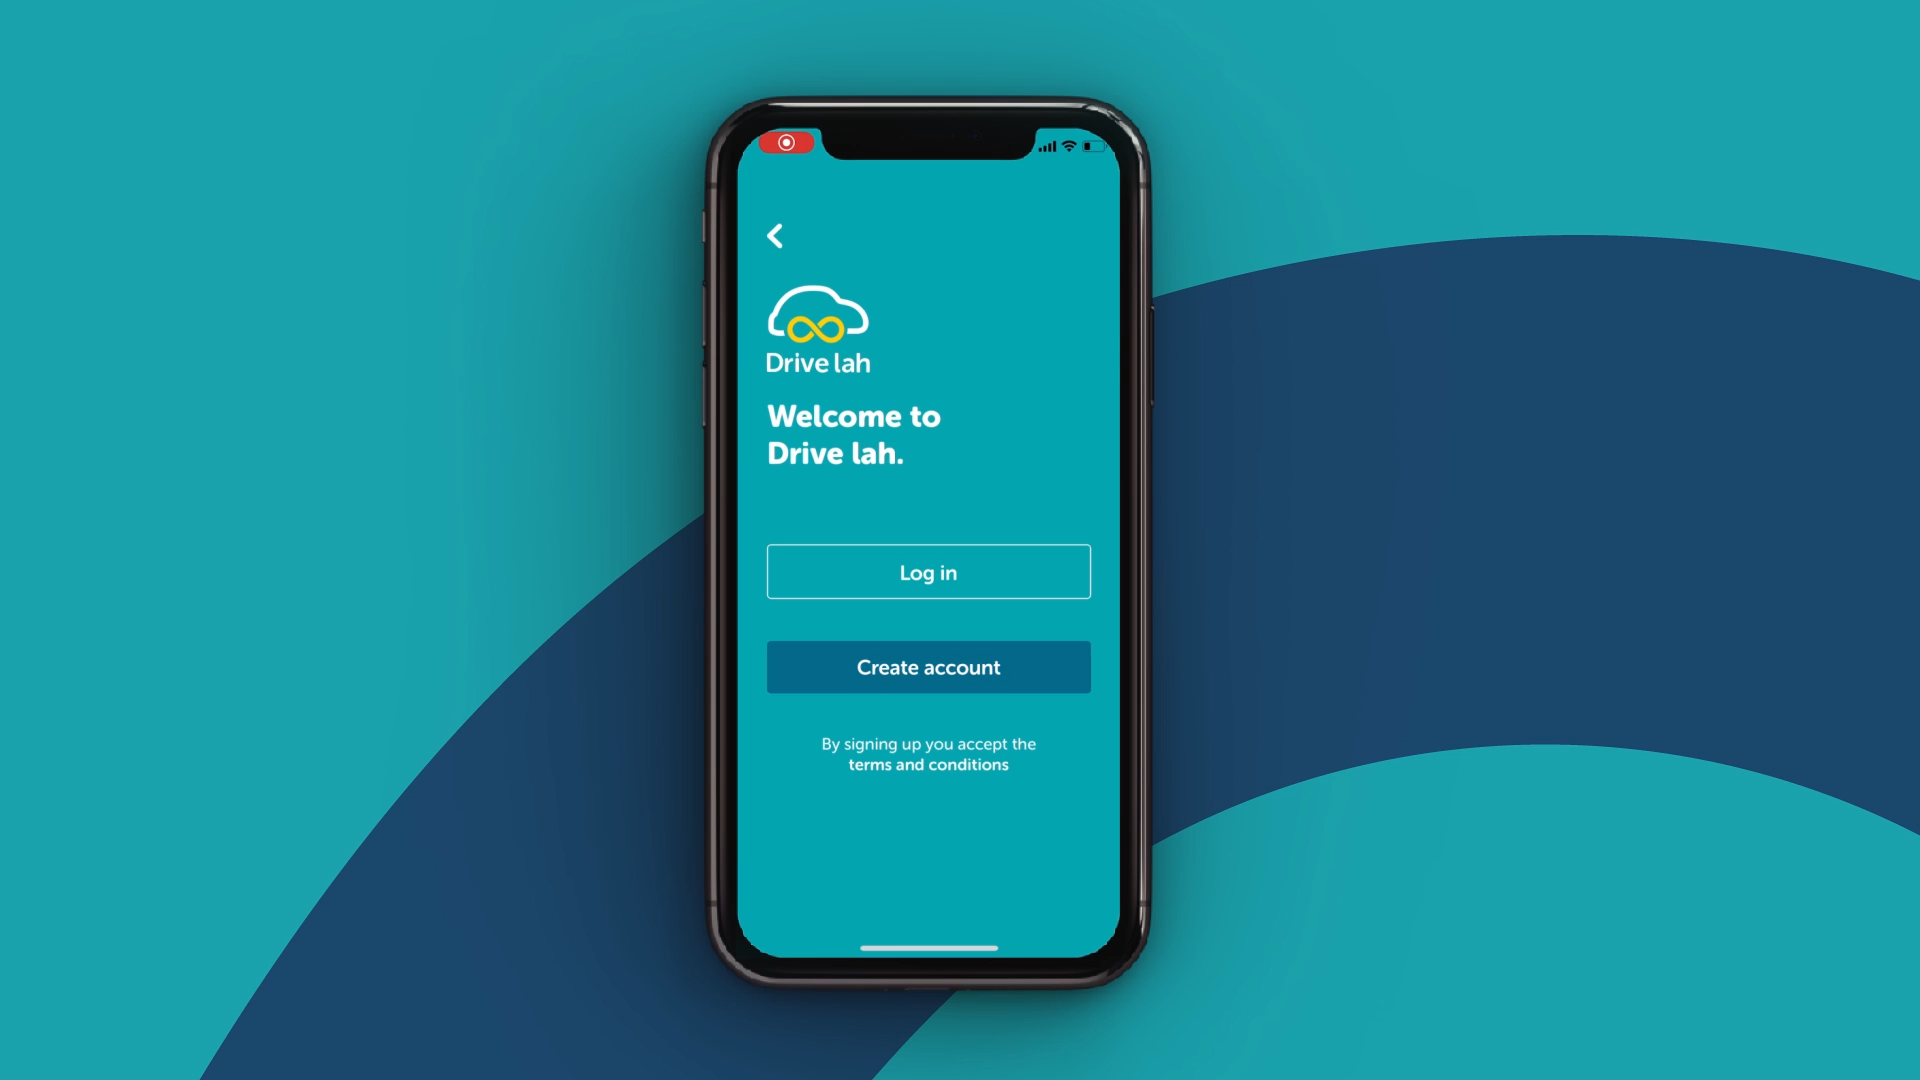 Drive lah
Welcome to
Drive lah.
Log in
Create account
By signing up you accept the
terms and conditions